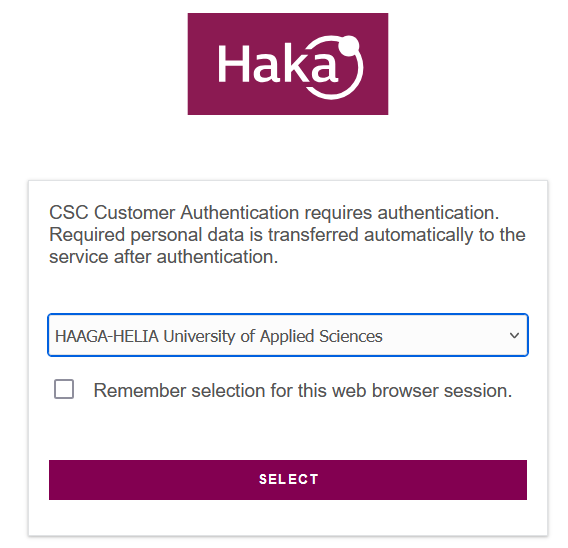 Haka
CSC Customer Authentication requires authentication.
Required personal data is transferred automatically to the
service after authentication.
HAAGA-HELIA University of Applied Sciences
Remember selection for this web browser session.
SELECT